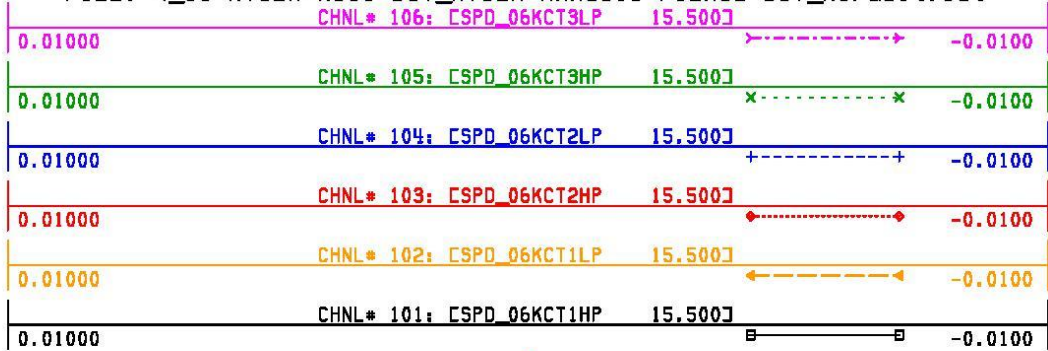 CHNL# 106: [SPD_06KCT3LP 15.500]
0.01000 -0.0100
CHNL# 105: [SPD_06KCT3HP 15.500]
0.01000 -0.0100
CHNL# 104: [SPD_06KCT2LP 15.500]
0.01000 -0.0100
CHNL# 103: [SPD_06KCT2HP 15.500]
0.01000 -0.0100
CHNL# 102: [SPD_06KCT1LP 15.500]
0.01000 -0.0100
CHNL# 101: [SPD_06KCT1HP 15.500]
0.01000 -0.0100